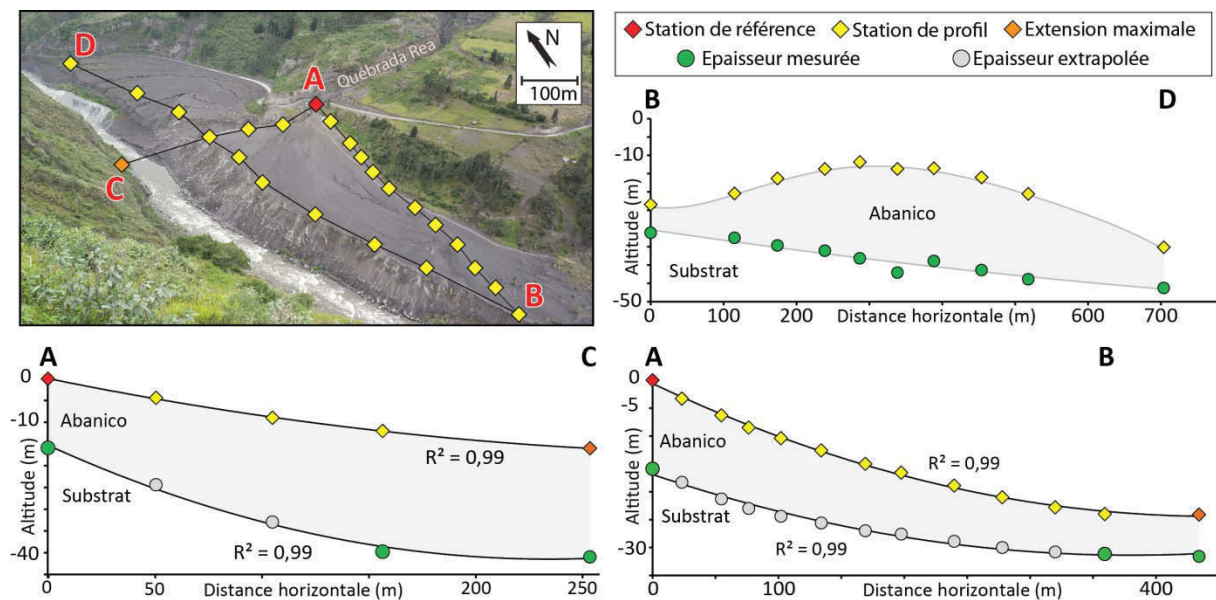 D
A
Québrada Rea
N
100m
C
B
Station de référence
Station de profil
Extension maximale
Epaisseur mesurée
Epaisseur extrapolée
B
D
0
-10
-50
Altitude (m)
Abanico
Substrat
0
100
200
Distance horizontale (m)
600
700
A
C
0
-10
-40
Altitude (m)
Abanico
Substrat
R² = 0,99
R² = 0,99
0
50
Distance horizontale (m)
200
250
A
B
0
-5
-30
Altitude (m)
Abanico
Substrat
R² = 0,99
R² = 0,99
0
100
Distance horizontale (m)
400